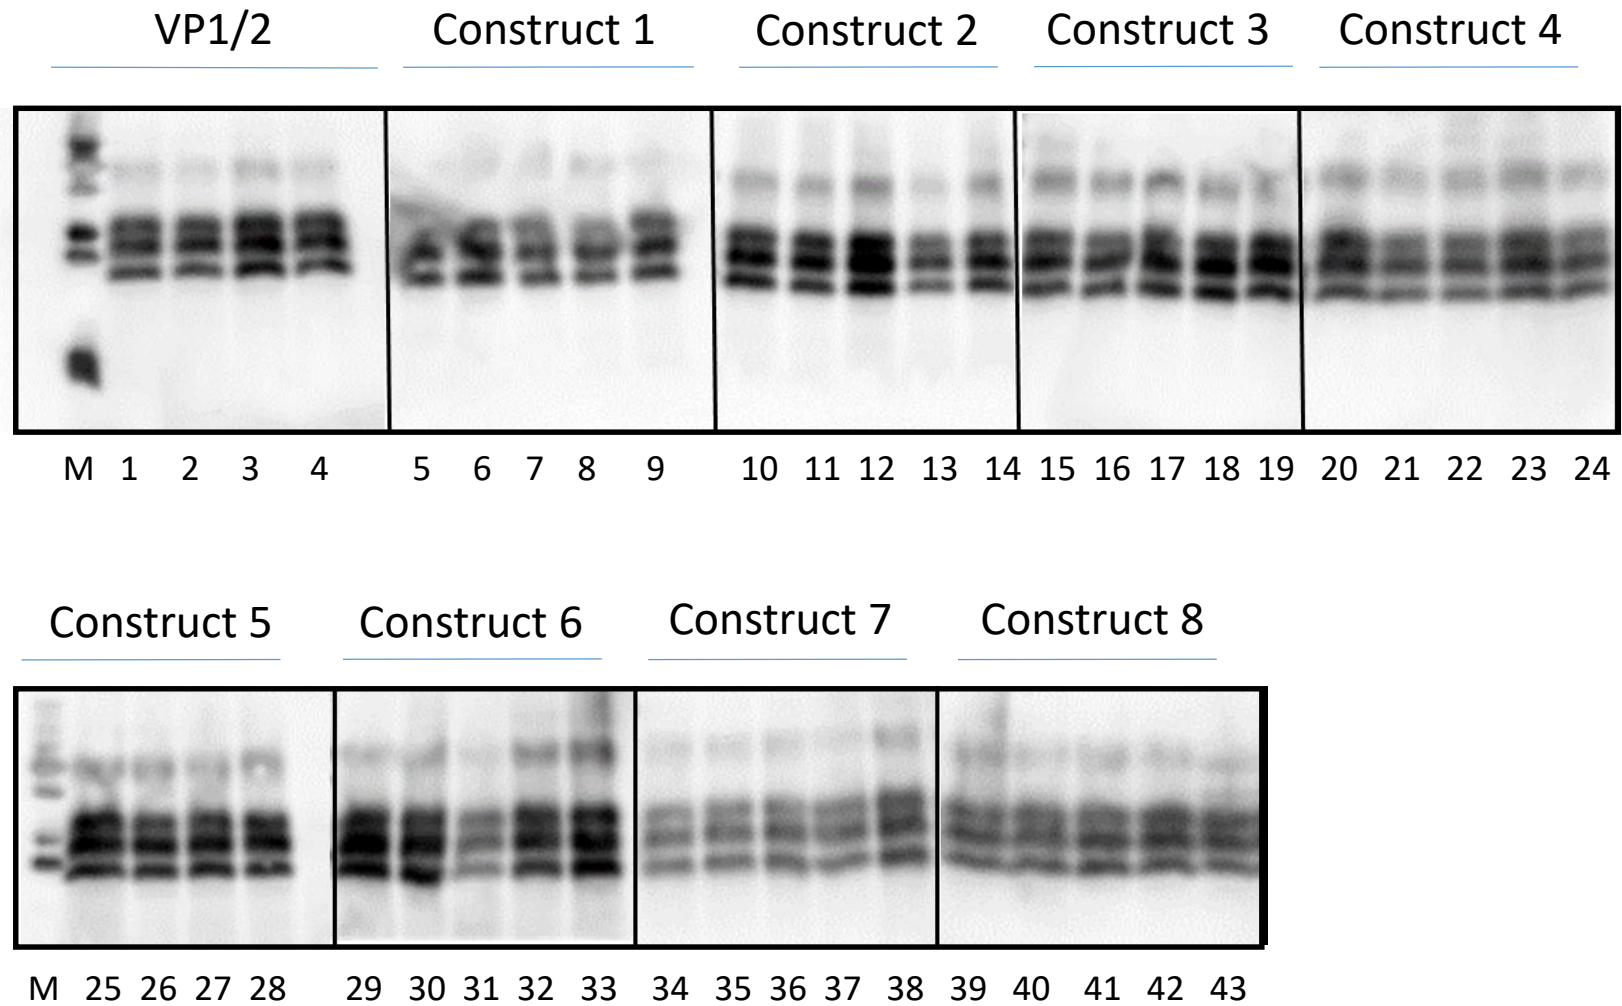 VP1/2 Construct 1 Construct 2 Construct 3 Construct 4
M 1 2 3 4 5 6 7 8 9 10 11 12 13 14 15 16 17 18 19 20 21 22 23 24
Construct 5 Construct 6 Construct 7 Construct 8
M 25 26 27 28 29 30 31 32 33 34 35 36 37 38 39 40 41 42 43